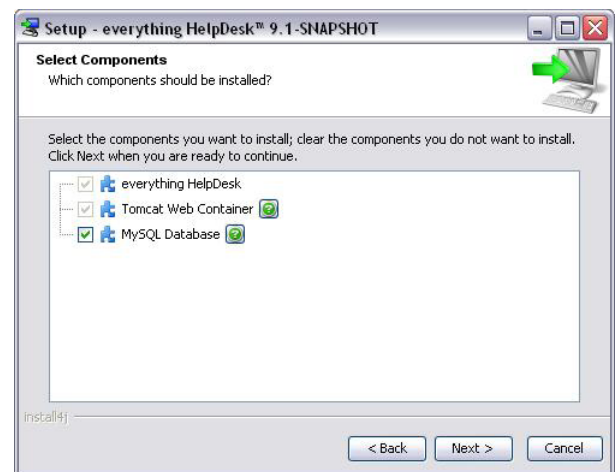 Setup - everything HelpDesk™ 9.1-SNAPSHOT
Select Components
Which components should be installed?
Select the components you want to install; clear the components you do not want to install.
Click Next when you are ready to continue.
everything HelpDesk
Tomcat Web Container
MySQL Database
install4j
< Back Next > Cancel